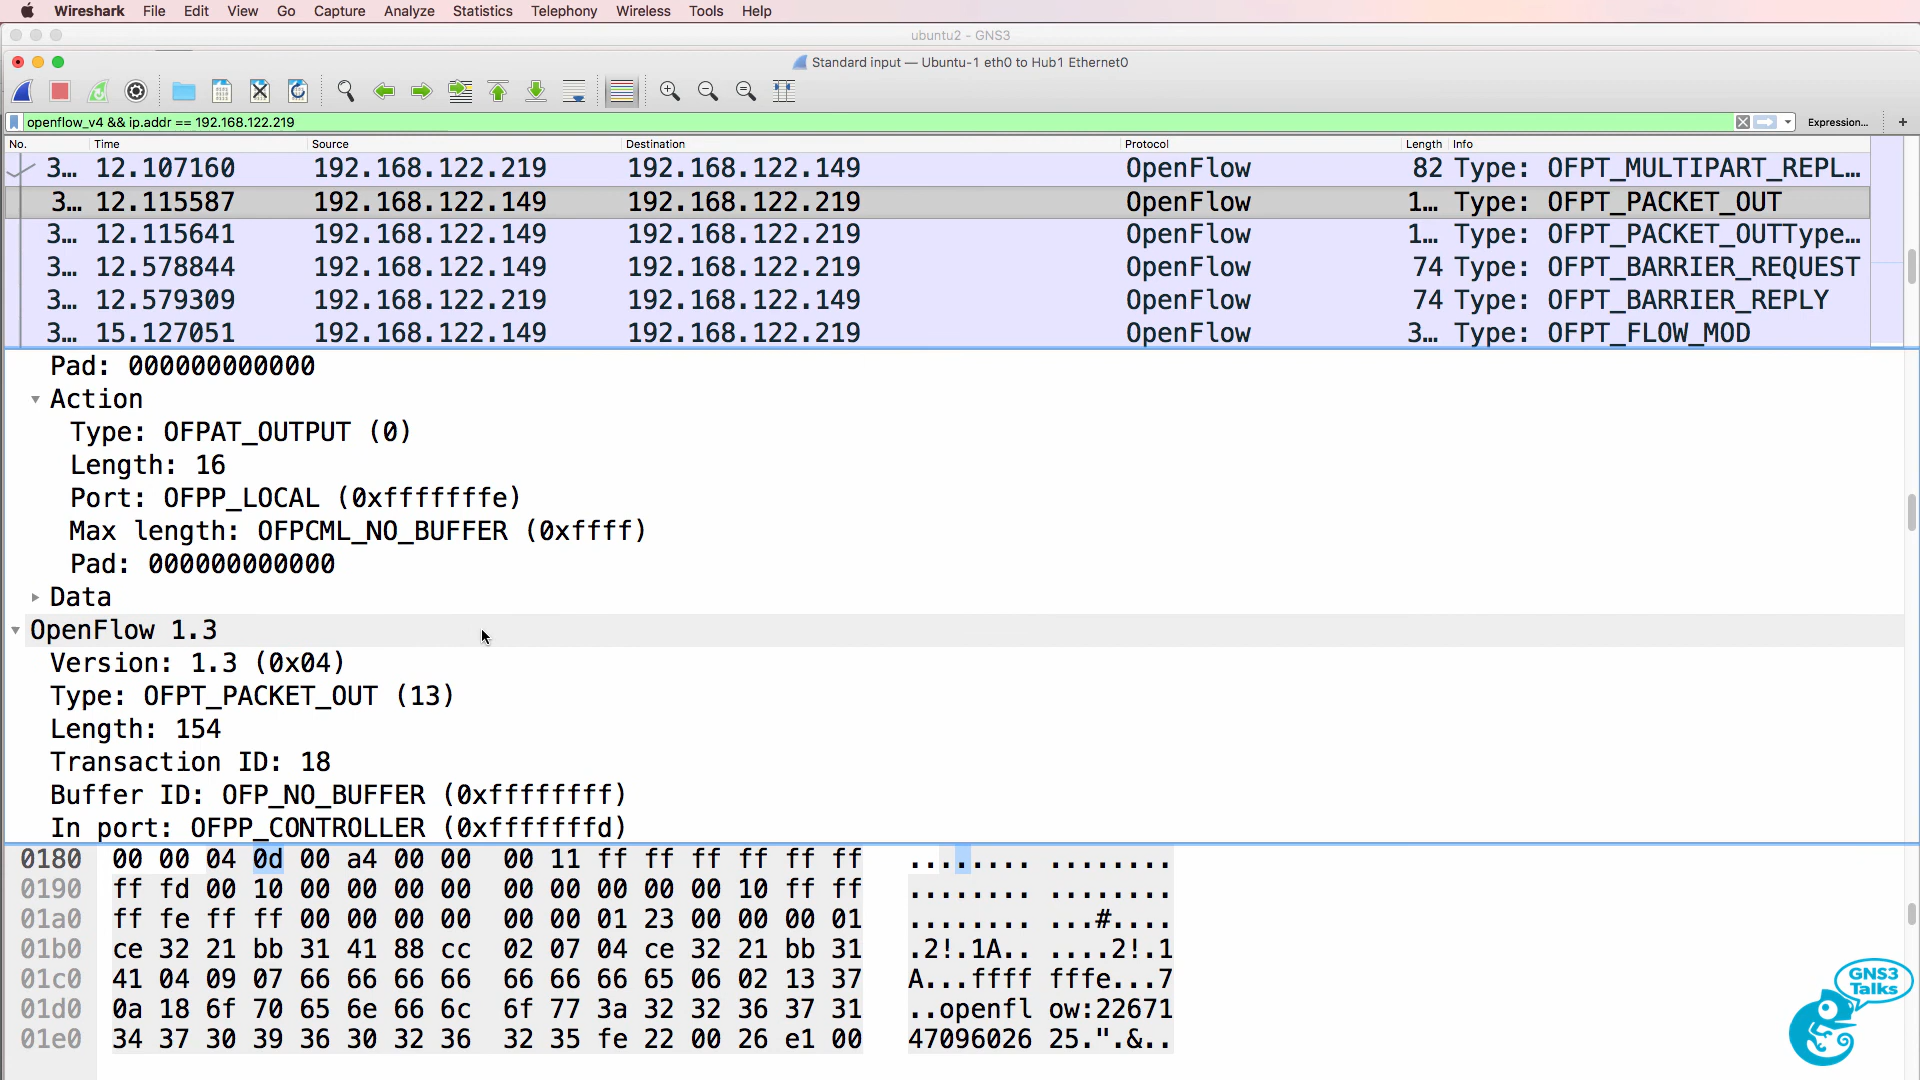 Wireshark File Edit View Go Capture Analyze Statistics Telephony Wireless Tools Help
ubuntu2 - GNS3
Standard input — Ubuntu-1 eth0 to Hub1 Ethernet0
openflow_v4 && ip.addr == 192.168.122.219 Expression... +
No. Time Source Destination Protocol Length Info
3... 12.107160 192.168.122.219 192.168.122.149 OpenFlow 82 Type: OFPT_MULTIPART_REPL...
3... 12.115587 192.168.122.149 192.168.122.219 OpenFlow 1... Type: OFPT_PACKET_OUT
3... 12.115641 192.168.122.149 192.168.122.219 OpenFlow 1... Type: OFPT_PACKET_OUTType...
3... 12.578844 192.168.122.149 192.168.122.219 OpenFlow 74 Type: OFPT_BARRIER_REQUEST
3... 12.579309 192.168.122.219 192.168.122.149 OpenFlow 74 Type: OFPT_BARRIER_REPLY
3... 15.127051 192.168.122.149 192.168.122.219 OpenFlow 3... Type: OFPT_FLOW_MOD
Pad: 000000000000
Action
Type: OFPAT_OUTPUT (0)
Length: 16
Port: OFPP_LOCAL (0xfffffffe)
Max length: OFPCML_NO_BUFFER (0xffff)
Pad: 000000000000
Data
OpenFlow 1.3
Version: 1.3 (0x04)
Type: OFPT_PACKET_OUT (13)
Length: 154
Transaction ID: 18
Buffer ID: OFP_NO_BUFFER (0xffffffff)
In port: OFPP_CONTROLLER (0xfffffffd)
0180 00 00 04 0d 00 a4 00 00 00 11 ff ff ff ff ff ff ........ ........
0190 ff fd 00 10 00 00 00 00 00 00 00 00 00 10 ff ff ........ ........
01a0 ff fe ff ff 00 00 00 00 00 00 01 23 00 00 00 01 ........ ...#....
01b0 ce 32 21 bb 31 41 88 cc 02 07 04 ce 32 21 bb 31 .2!.1A.. ....2!.1
01c0 41 04 09 07 66 66 66 66 66 66 66 65 06 02 13 37 A...ffff fffe...7
01d0 0a 18 6f 70 65 6e 66 6c 6f 77 3a 32 32 36 37 31 ..openfl ow:22671
01e0 34 37 30 39 36 30 32 36 32 35 fe 22 00 26 e1 00 47096026 25.".&..
GNS3
Talks